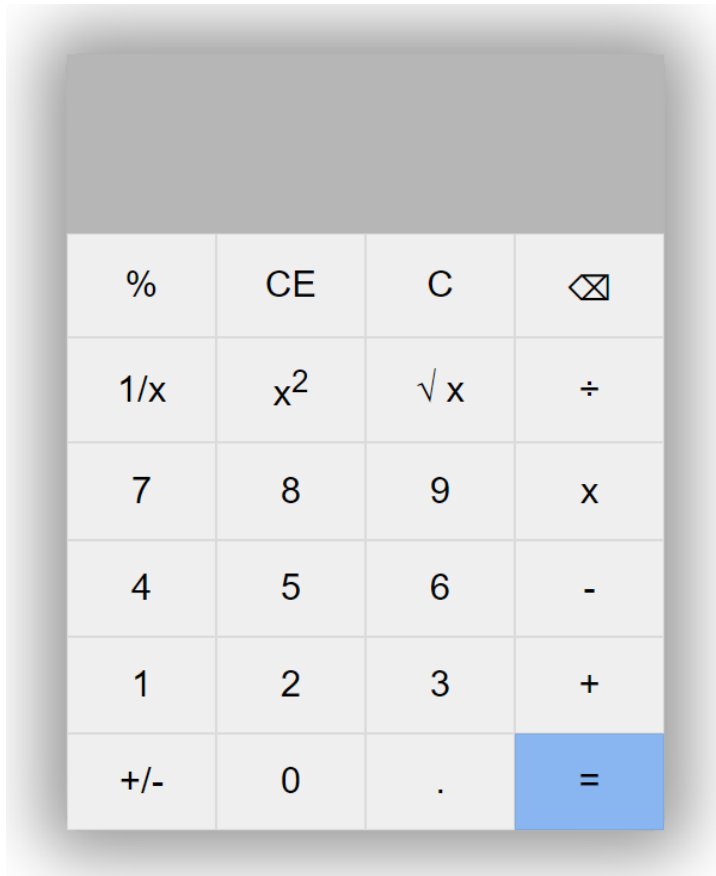 % CE C ⌫
1/x x² √ x ÷
7 8 9 x
4 5 6 -
1 2 3 +
+/- 0 . =